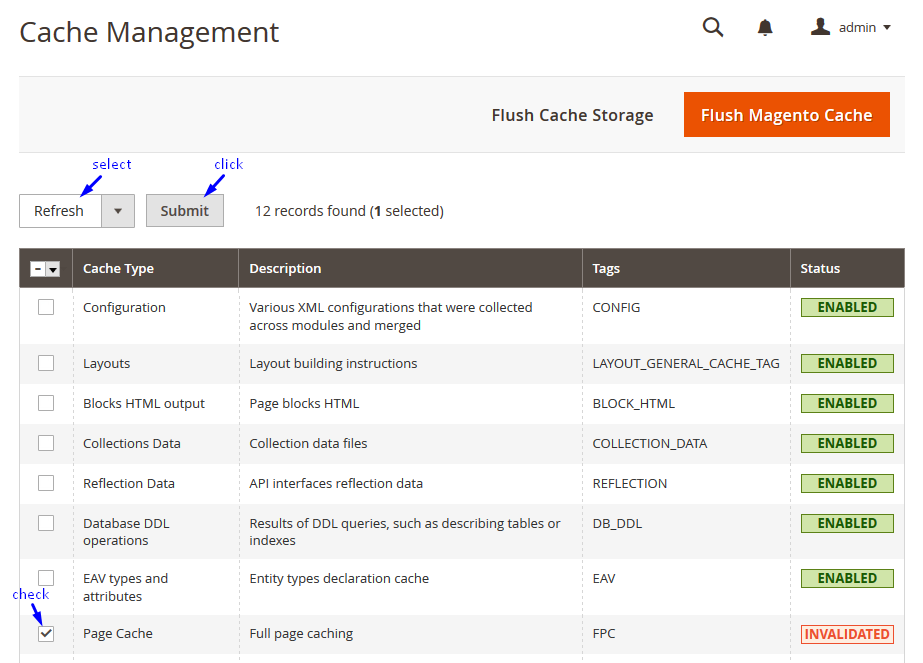 Cache Management
admin
Flush Cache Storage
Flush Magento Cache
select
click
Refresh
Submit
12 records found (1 selected)
Cache Type
Description
Tags
Status
Configuration
Various XML configurations that were collected
across modules and merged
CONFIG
ENABLED
Layouts
Layout building instructions
LAYOUT_GENERAL_CACHE_TAG
ENABLED
Blocks HTML output
Page blocks HTML
BLOCK_HTML
ENABLED
Collections Data
Collection data files
COLLECTION_DATA
ENABLED
Reflection Data
API interfaces reflection data
REFLECTION
ENABLED
Database DDL
operations
Results of DDL queries, such as describing tables or
indexes
DB_DDL
ENABLED
EAV types and
attributes
Entity types declaration cache
EAV
ENABLED
check
Page Cache
Full page caching
FPC
INVALIDATED